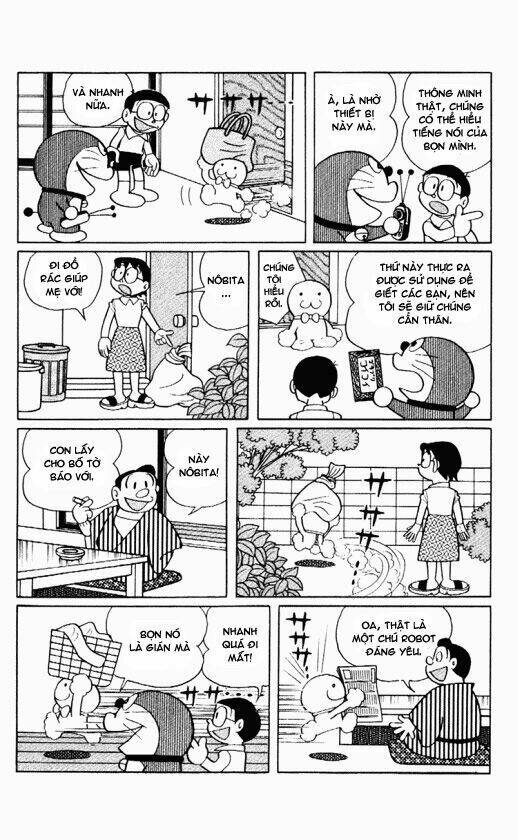 VÀ NHANH
NỮA.
ササササ...
À, LÀ NHỜ
THIẾT BỊ
NÀY MÀ.
THÔNG MINH
THẬT, CHÚNG
CÓ THỂ HIỂU
TIẾNG NÓI CỦA
BỌN MÌNH.
ĐI ĐỔ
RÁC GIÚP
MẸ VỚI!
NÔBITA
...
CHÚNG
TÔI
HIỂU
RỒI.
THỨ NÀY THỰC RA
ĐƯỢC SỬ DỤNG ĐỂ
GIẾT CÁC BẠN, NÊN
TÔI SẼ GIỮ CHÚNG
CẨN THẬN.
CON LẤY
CHO BỐ TỜ
BÁO VỚI.
NÀY
NÔBITA!
BỌN NÓ
LÀ GIÁN MÀ
NHANH
QUÁ ĐI
MẤT!
OA, THẬT LÀ
MỘT CHÚ ROBOT
ĐÁNG YÊU.